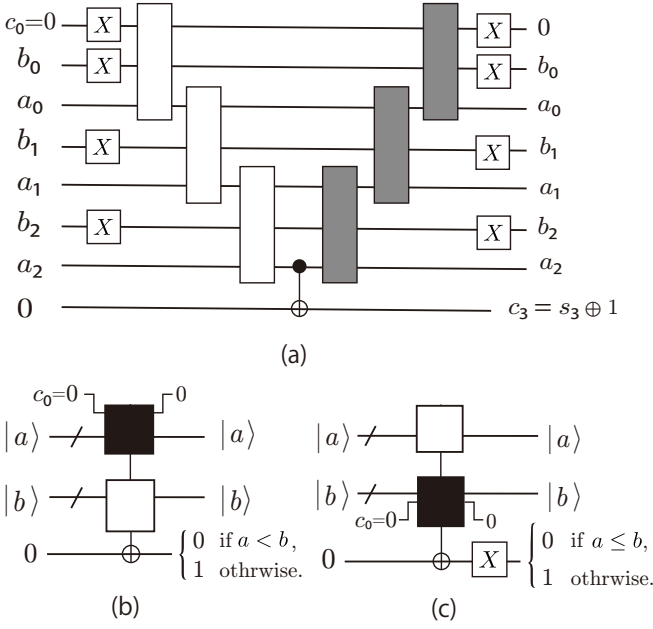 c₀=0 X X 0
b₀ X X b₀
a₀ a₀
b₁ X X b₁
a₁ a₁
b₂ X X b₂
a₂ a₂
0 c₃ = s₃ ⊕ 1
(a)
c₀=0 0
|a⟩ |a⟩
|b⟩ |b⟩
0 { 0 if a < b,
1 othrwise.
(b)
|a⟩ |a⟩
|b⟩ |b⟩
c₀=0 0
0 X { 0 if a ≤ b,
1 othrwise.
(c)